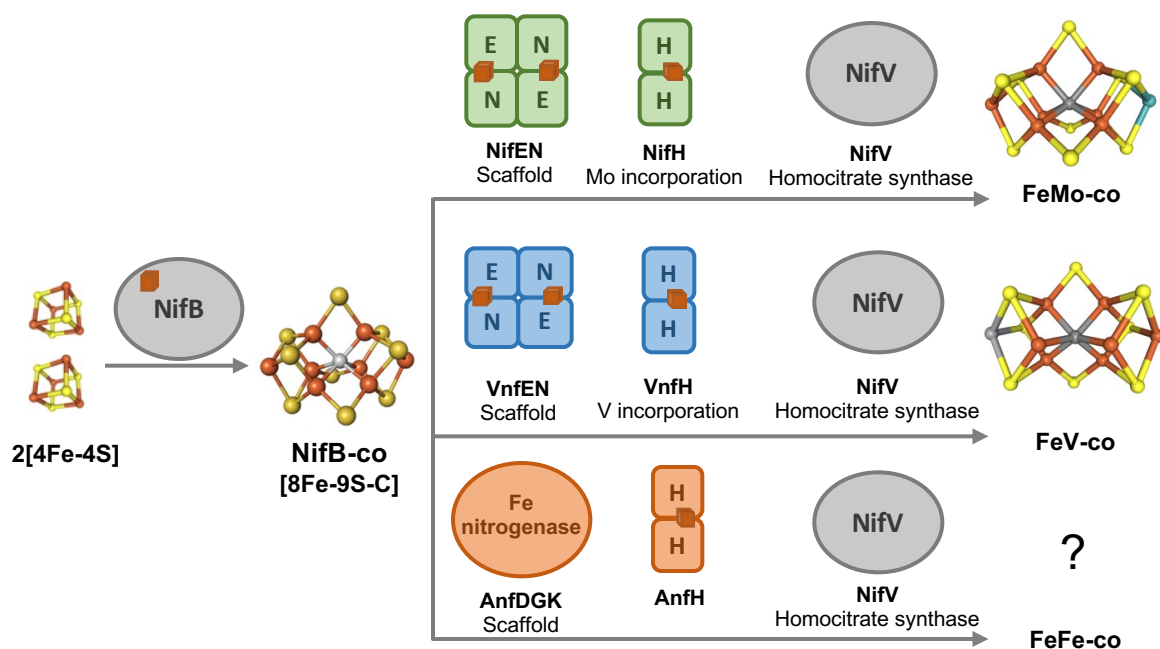 E N
N E
NifEN
Scaffold
H
H
NifH
Mo incorporation
NifV
NifV
Homocitrate synthase
FeMo-co
2[4Fe-4S]
NifB
NifB-co
[8Fe-9S-C]
E N
N E
VnfEN
Scaffold
H
H
VnfH
V incorporation
NifV
NifV
Homocitrate synthase
FeV-co
Fe
nitrogenase
AnfDGK
Scaffold
H
H
AnfH
NifV
NifV
Homocitrate synthase
?
FeFe-co